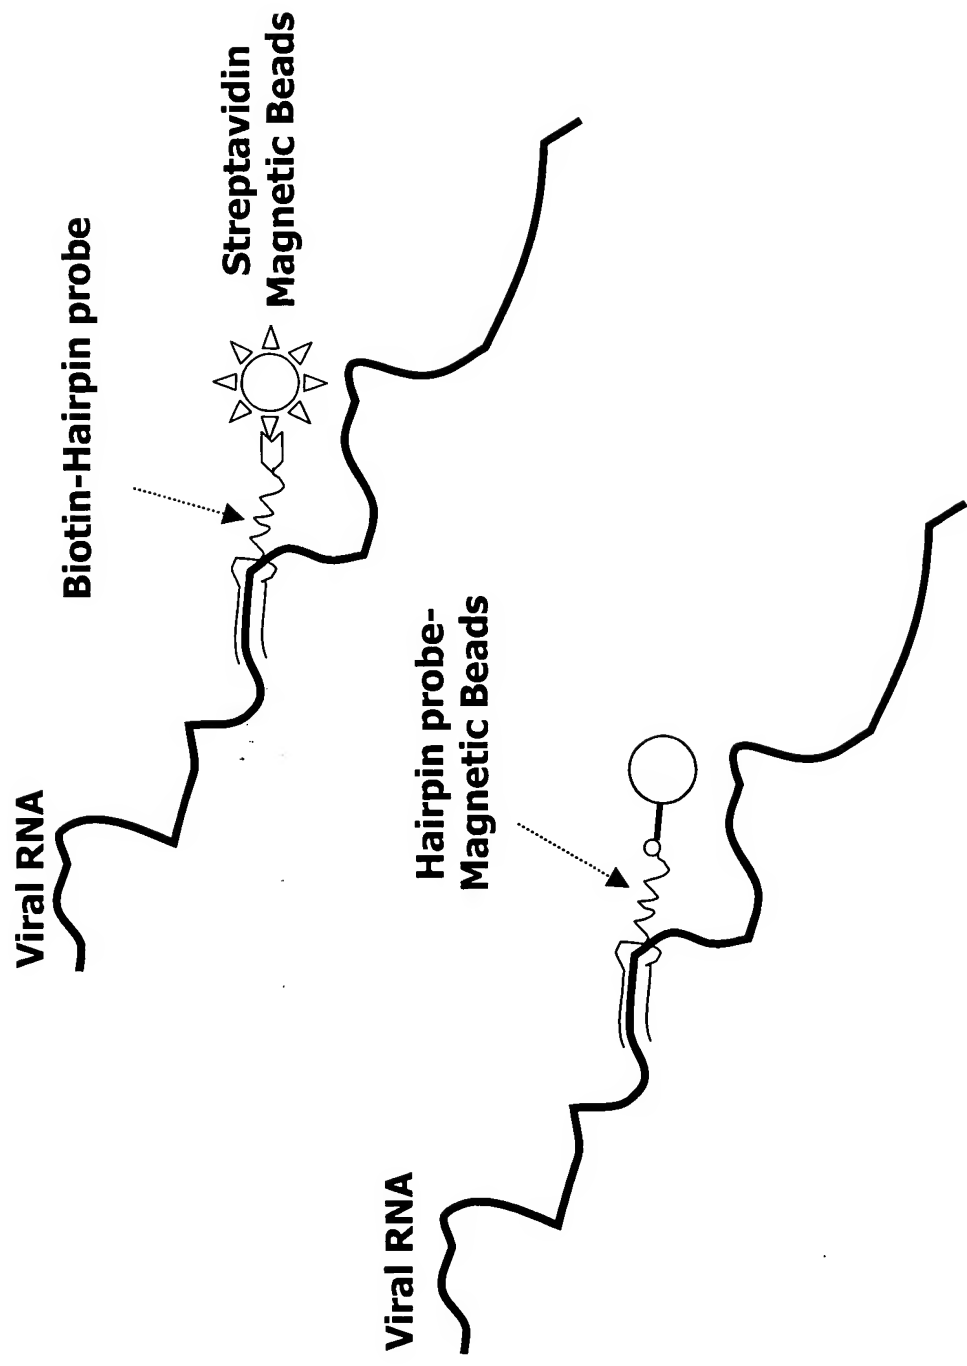 Viral RNA
Biotin-Hairpin probe
Streptavidin
Magnetic Beads
Viral RNA
Hairpin probe-
Magnetic Beads